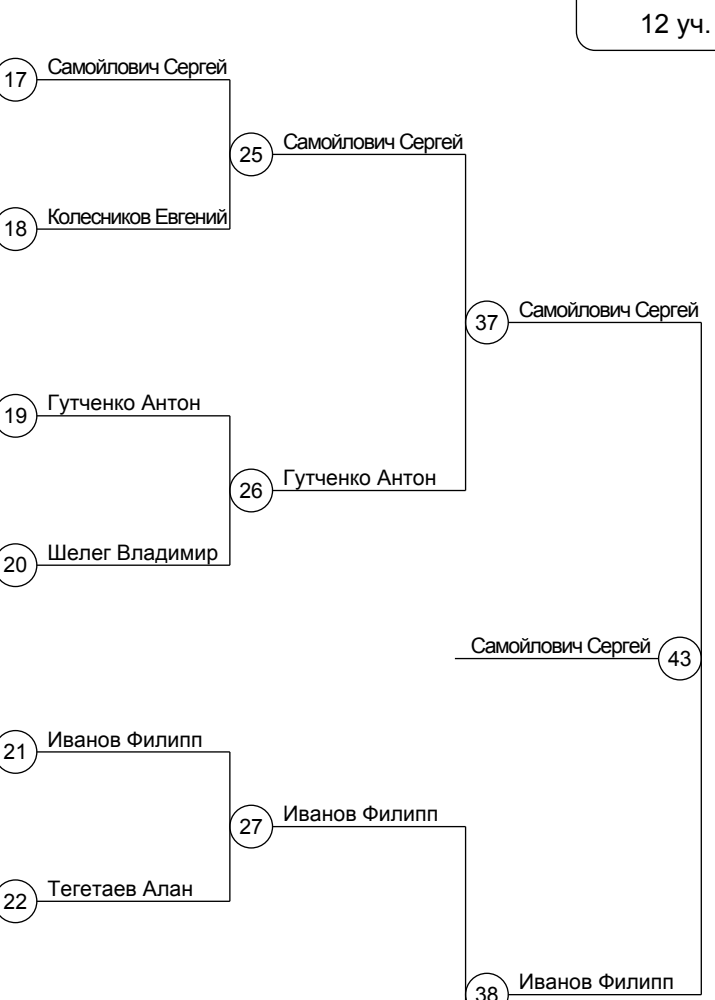 12 уч.
17 Самойлович Сергей
25 Самойлович Сергей
18 Колесников Евгений
37 Самойлович Сергей
19 Гутченко Антон
26 Гутченко Антон
20 Шелег Владимир
Самойлович Сергей 43
21 Иванов Филипп
27 Иванов Филипп
22 Тегетаев Алан
38 Иванов Филипп